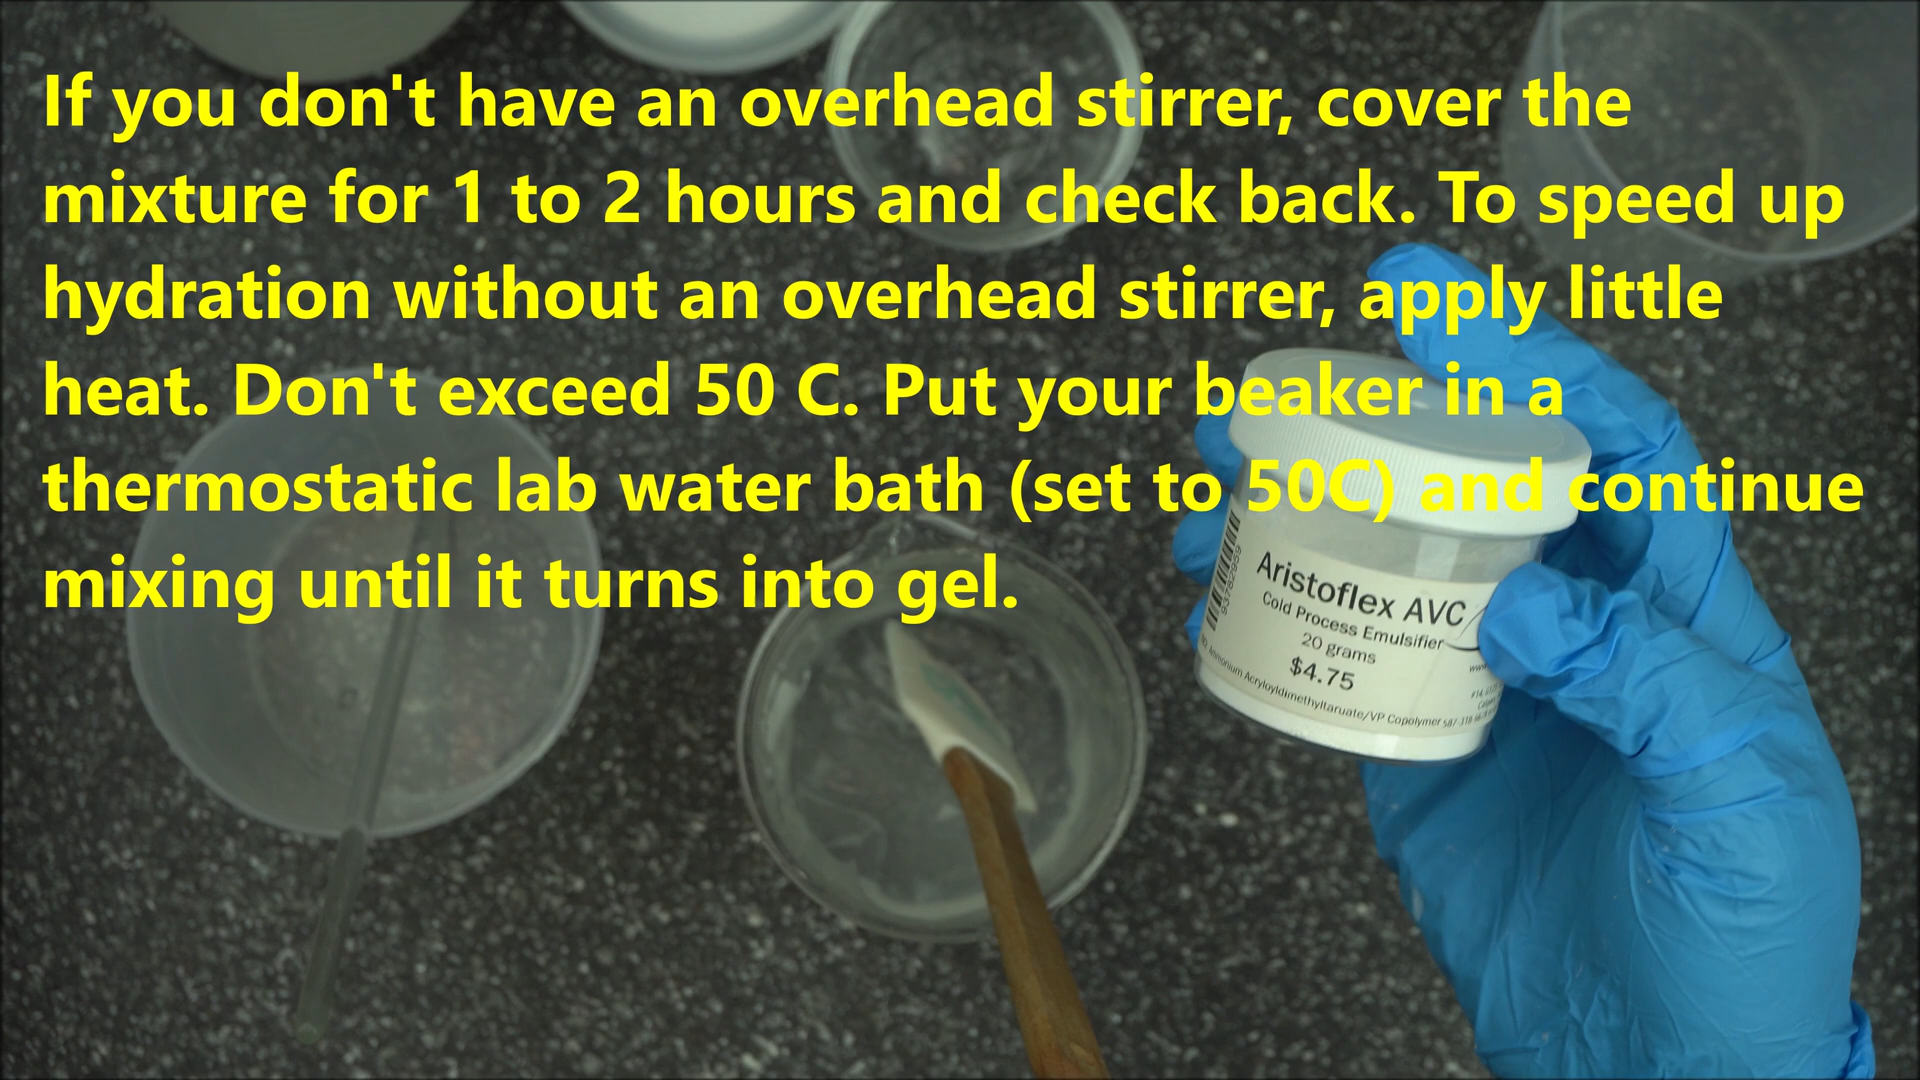 If you don't have an overhead stirrer, cover the
mixture for 1 to 2 hours and check back. To speed up
hydration without an overhead stirrer, apply little
heat. Don't exceed 50 C. Put your beaker in a
thermostatic lab water bath (set to 50C) and continue
mixing until it turns into gel.
Aristoflex AVC
Cold Process Emulsifier
20 grams
$4.75
Ammonium Acryloyldimethyltaruate/VP Copolymer